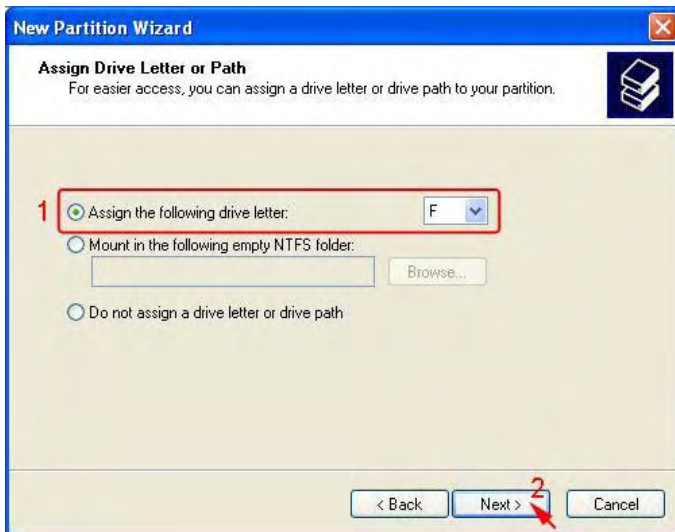 New Partition Wizard
Assign Drive Letter or Path
For easier access, you can assign a drive letter or drive path to your partition.
1 Assign the following drive letter: F
Mount in the following empty NTFS folder:
Browse...
Do not assign a drive letter or drive path
2
< Back Next > Cancel